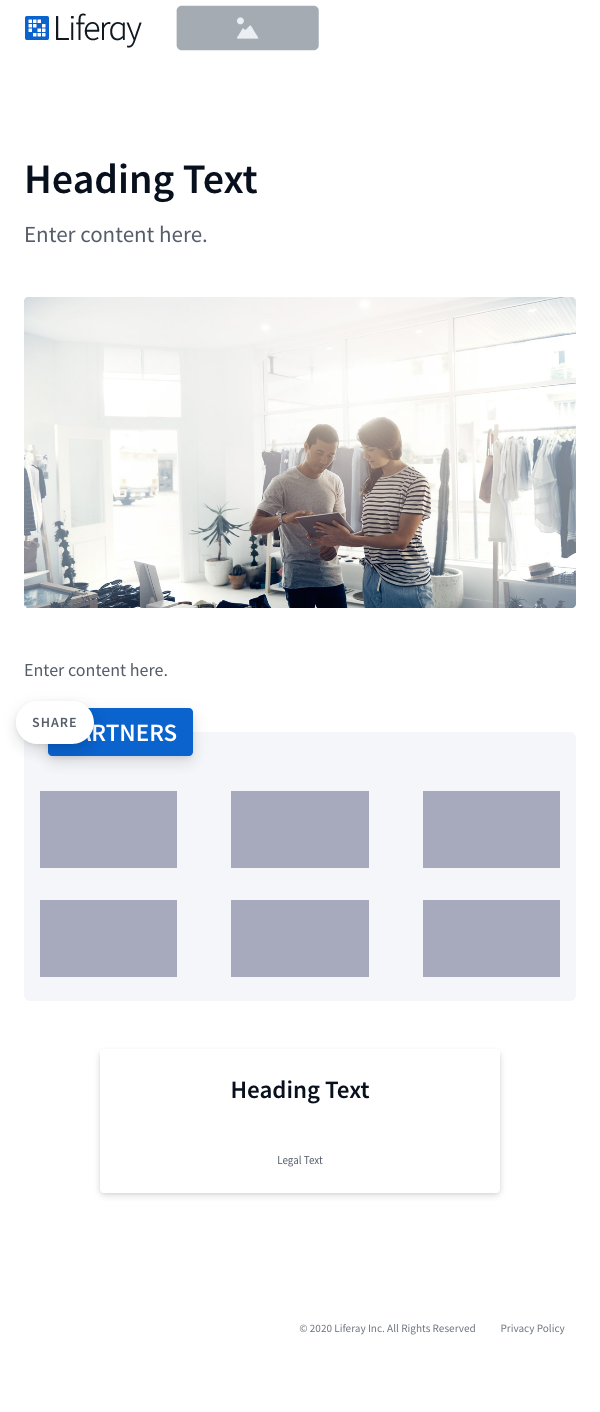 Liferay
Heading Text
Enter content here.
Enter content here.
SHARE
ARTNERS
Heading Text
Legal Text
© 2020 Liferay Inc. All Rights Reserved Privacy Policy